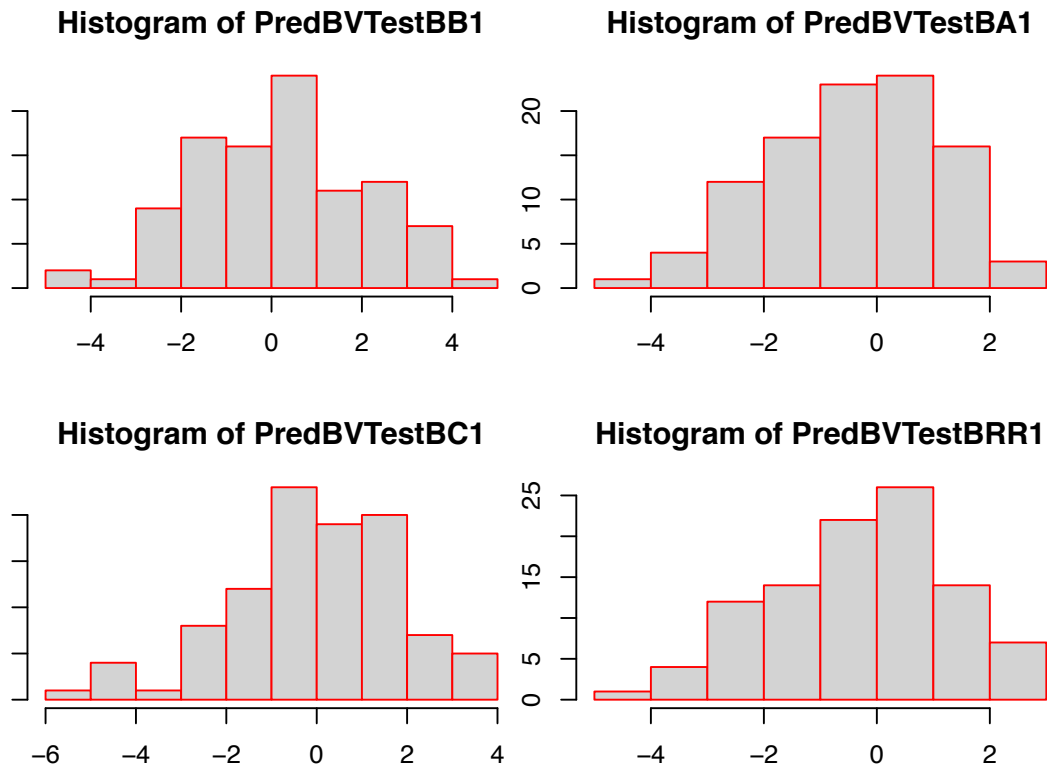 Histogram of PredBVTestBB1
−4 −2 0 2 4
Histogram of PredBVTestBA1
0 5 10 20
−4 −2 0 2
Histogram of PredBVTestBC1
−6 −4 −2 0 2 4
Histogram of PredBVTestBRR1
0 5 15 25
−4 −2 0 2